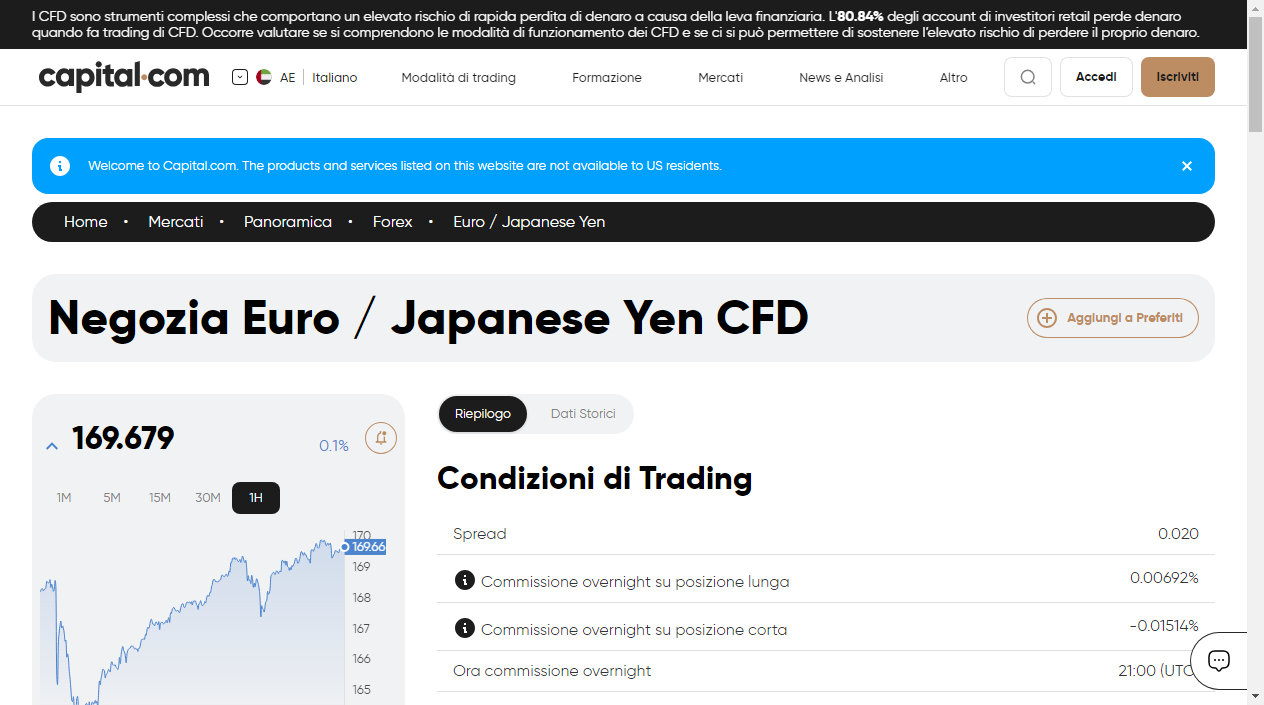 I CFD sono strumenti complessi che comportano un elevato rischio di rapida perdita di denaro a causa della leva finanziaria. L'80.84% degli account di investitori retail perde denaro
quando fa trading di CFD. Occorre valutare se si comprendono le modalità di funzionamento dei CFD e se ci si può permettere di sostenere l'elevato rischio di perdere il proprio denaro.
capital.com AE Italiano Modalità di trading Formazione Mercati News e Analisi Altro Accedi Iscriviti
Welcome to Capital.com. The products and services listed on this website are not available to US residents.
Home • Mercati • Panoramica • Forex • Euro / Japanese Yen
Negozia Euro / Japanese Yen CFD
Aggiungi a Preferiti
169.679 0.1%
1M 5M 15M 30M 1H
170
169.66
169
168
167
166
165
Riepilogo Dati Storici
Condizioni di Trading
Spread 0.020
Commissione overnight su posizione lunga 0.00692%
Commissione overnight su posizione corta -0.01514%
Ora commissione overnight 21:00 (UTC